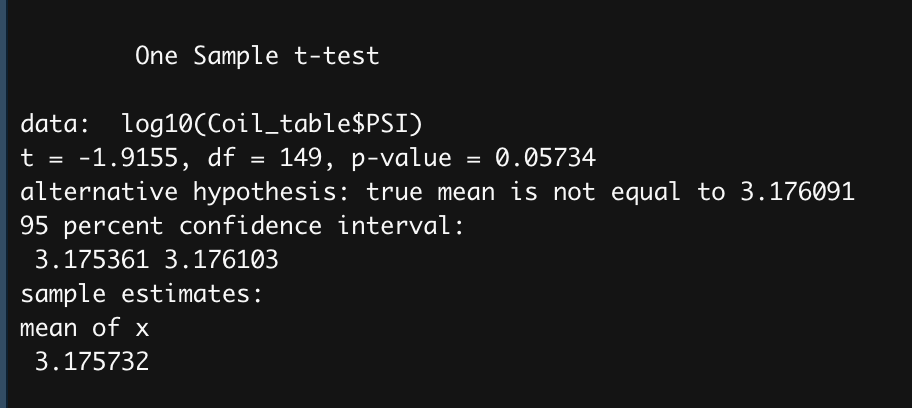 One Sample t-test
data:  log10(Coil_table$PSI)
t = -1.9155, df = 149, p-value = 0.05734
alternative hypothesis: true mean is not equal to 3.176091
95 percent confidence interval:
3.175361 3.176103
sample estimates:
mean of x
3.175732